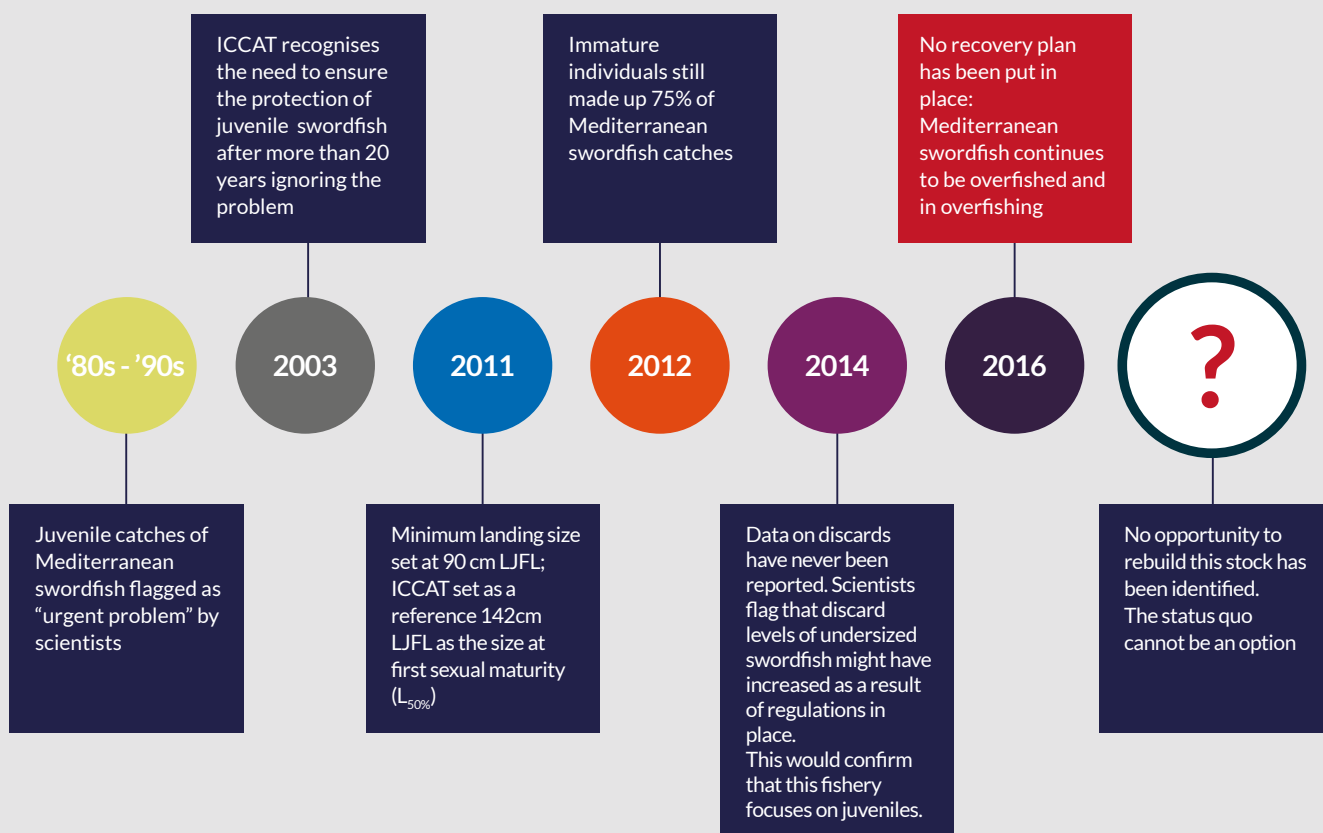 ICCAT recognises
the need to ensure
the protection of
juvenile swordfish
after more than 20
years ignoring the
problem
Immature
individuals still
made up 75% of
Mediterranean
swordfish catches
No recovery plan
has been put in
place:
Mediterranean
swordfish continues
to be overfished and
in overfishing
‘80s - ’90s
2003
2011
2012
2014
2016
?
Juvenile catches of
Mediterranean
swordfish flagged as
“urgent problem” by
scientists
Minimum landing size
set at 90 cm LJFL;
ICCAT set as a
reference 142cm
LJFL as the size at
first sexual maturity
(L50%)
Data on discards
have never been
reported. Scientists
flag that discard
levels of undersized
swordfish might have
increased as a result
of regulations in
place.
This would confirm
that this fishery
focuses on juveniles.
No opportunity to
rebuild this stock has
been identified.
The status quo
cannot be an option